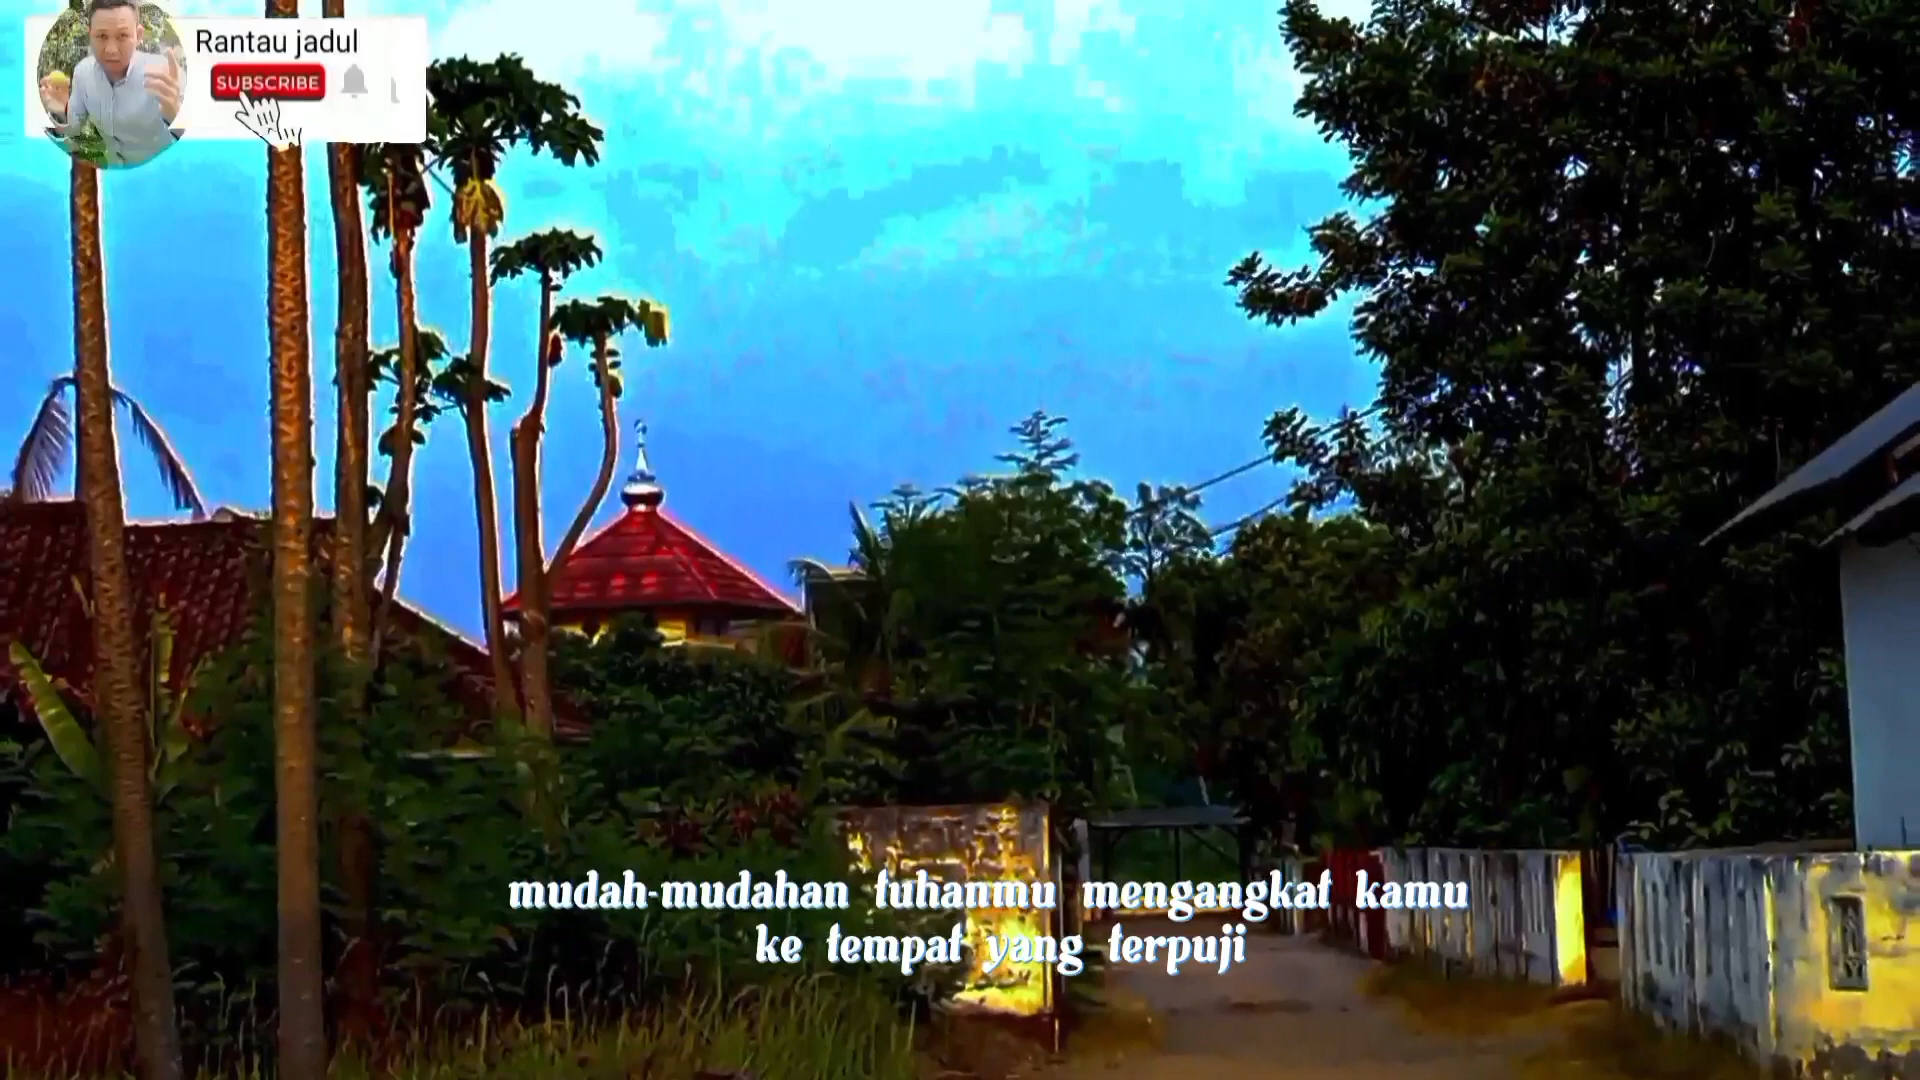 Rantau jadul
SUBSCRIBE
mudah-mudahan tuhanmu mengangkat kamu
ke tempat yang terpuji